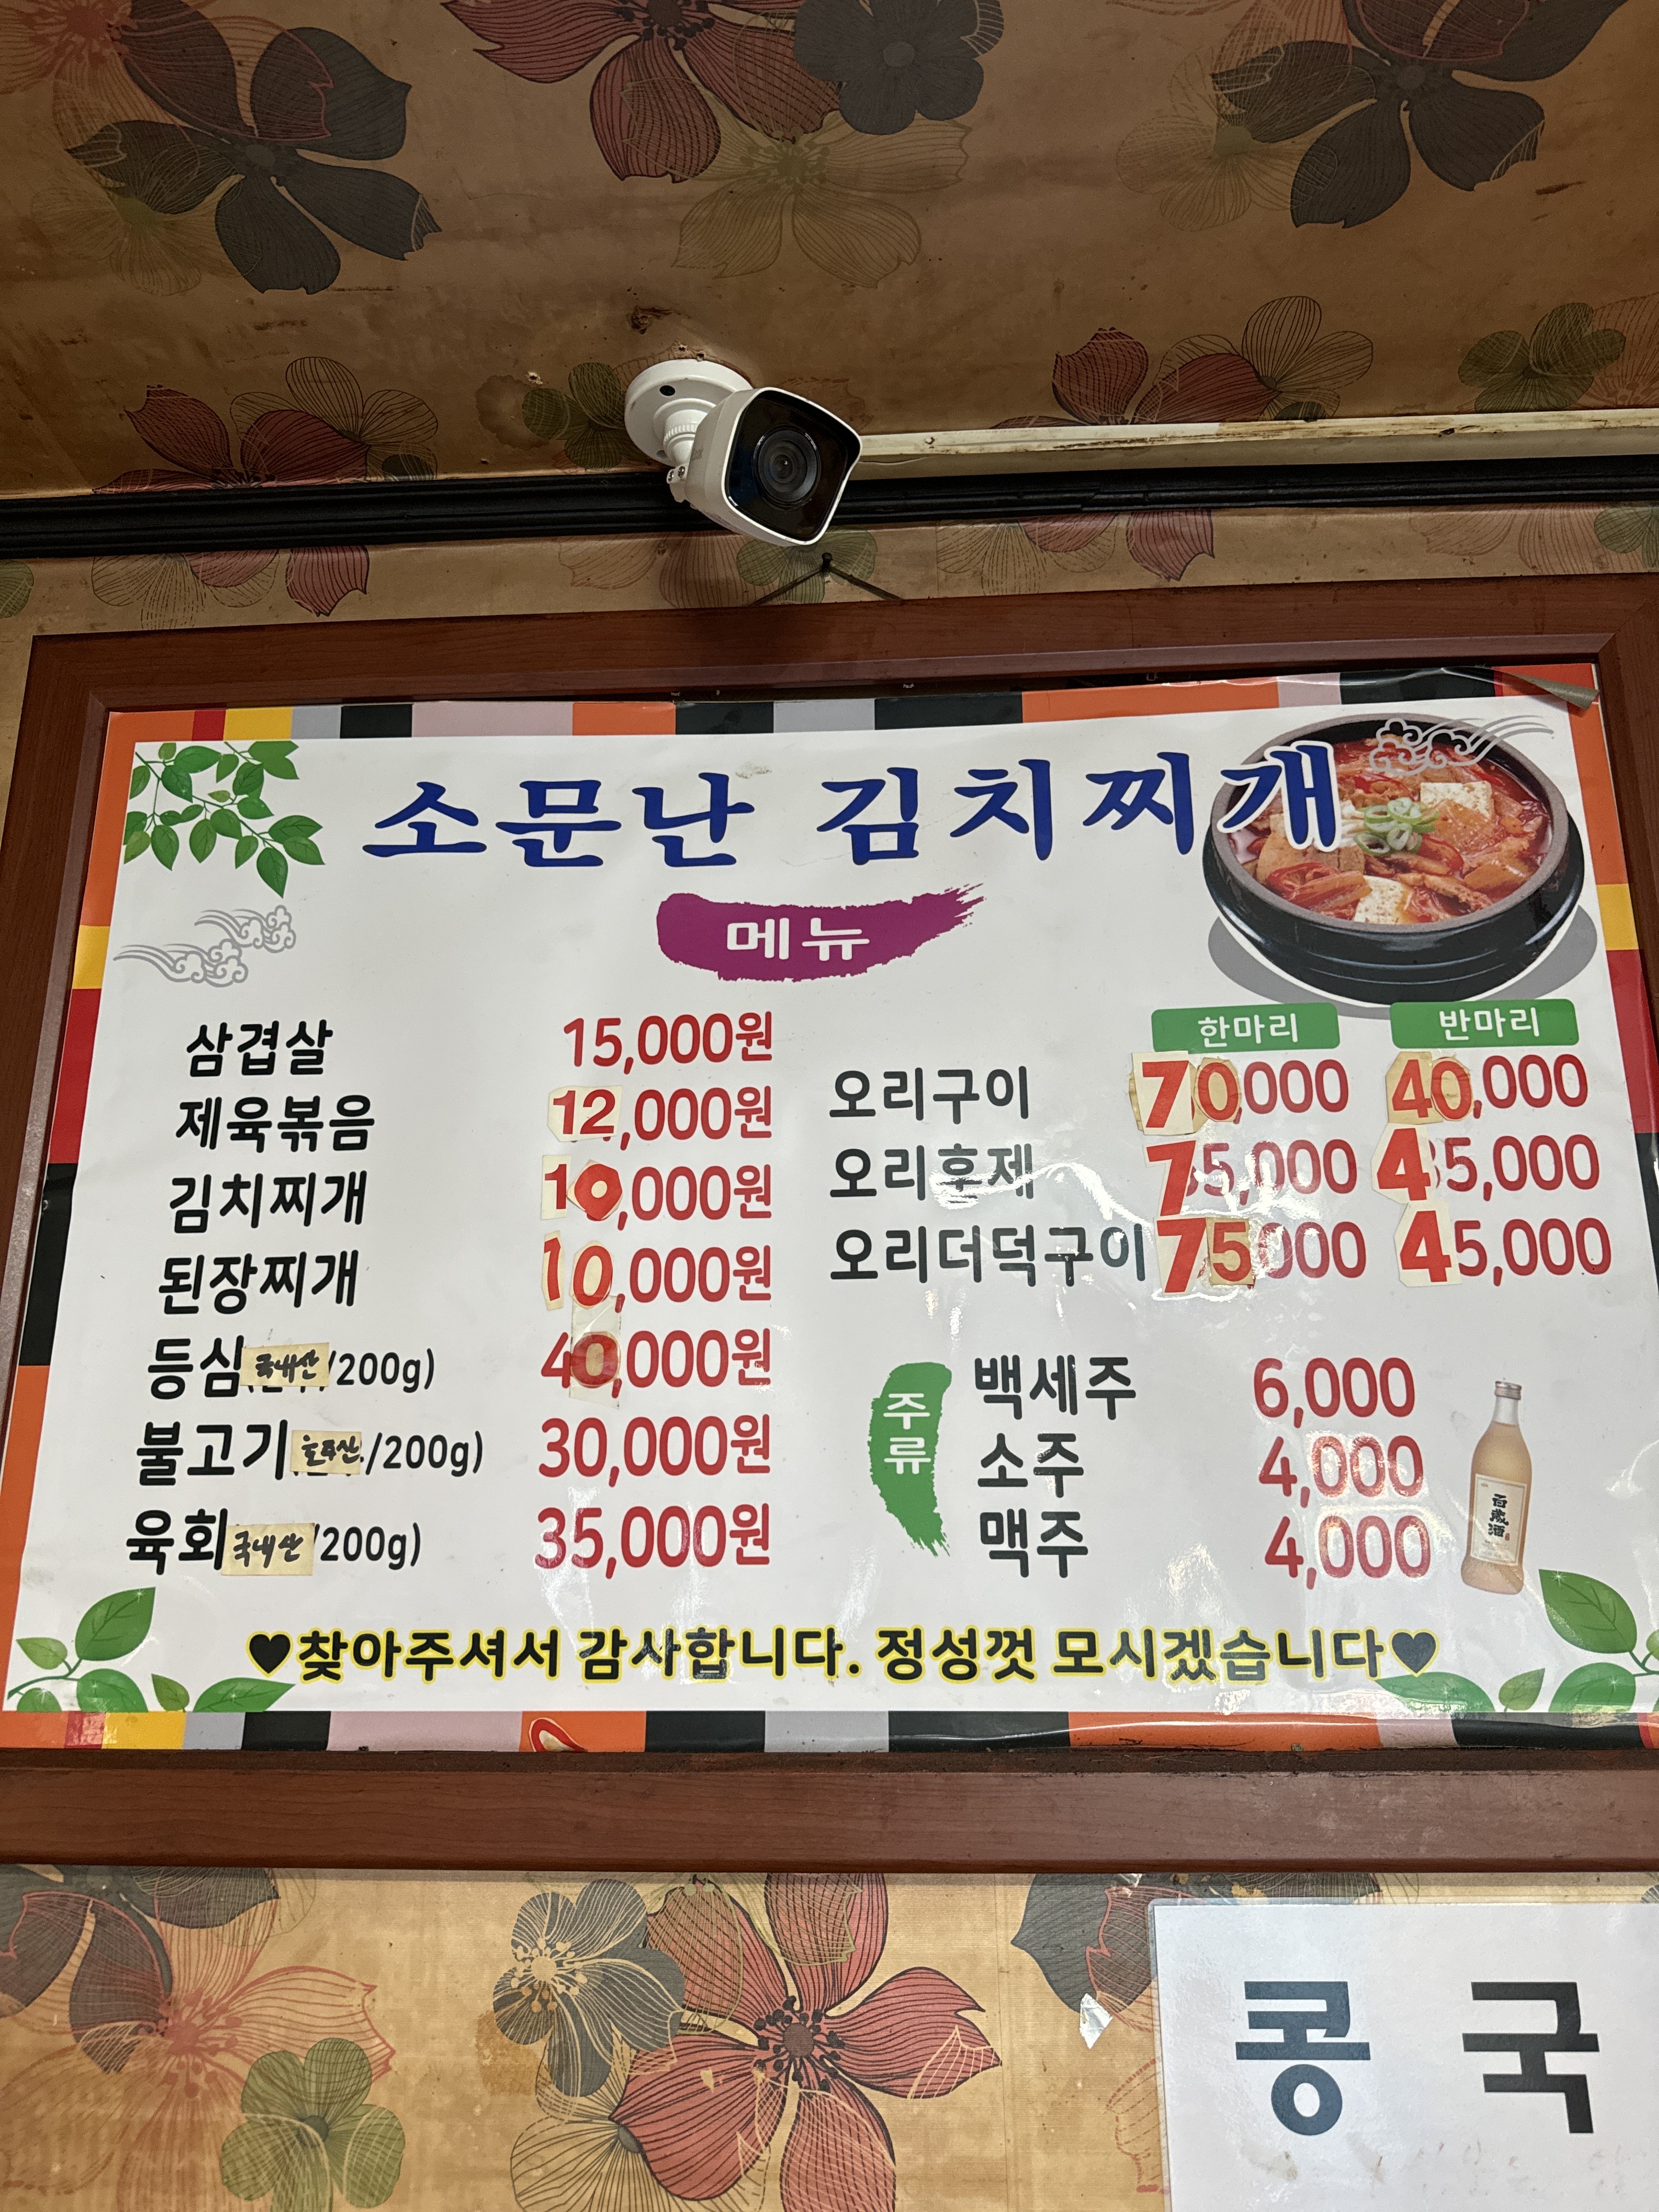 소문난 김치찌개
메뉴
삼겹살 15,000원
제육볶음 12,000원
김치찌개 10,000원
된장찌개 10,000원
등심 국내산/200g) 40,000원
불고기 호주산/200g) 30,000원
육회 국내산/200g) 35,000원
한마리 반마리
오리구이 70,000 40,000
오리훈제 75,000 45,000
오리더덕구이 75,000 45,000
주류
백세주 6,000
소주 4,000
맥주 4,000
百歲酒
♥찾아주셔서 감사합니다. 정성껏 모시겠습니다♥
콩 국